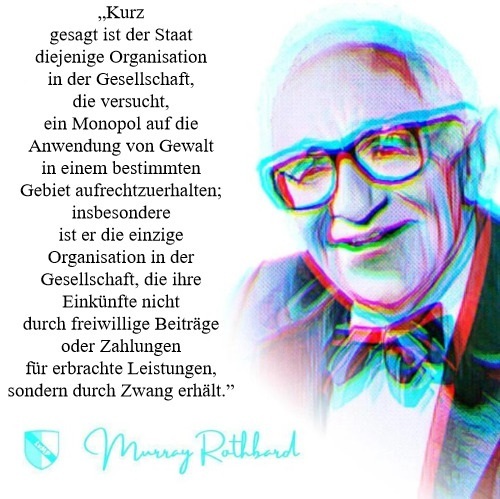 „Kurz
gesagt ist der Staat
diejenige Organisation
in der Gesellschaft,
die versucht,
ein Monopol auf die
Anwendung von Gewalt
in einem bestimmten
Gebiet aufrechtzuerhalten;
insbesondere
ist er die einzige
Organisation in der
Gesellschaft, die ihre
Einkünfte nicht
durch freiwillige Beiträge
oder Zahlungen
für erbrachte Leistungen,
sondern durch Zwang erhält.”
Murray Rothbard